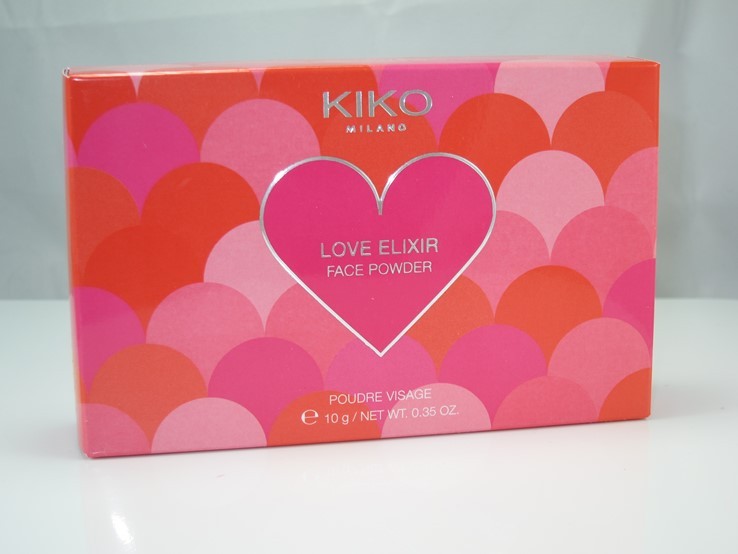 KIKO
MILANO
LOVE ELIXIR
FACE POWDER
POUDRE VISAGE
℮ 10 g / NET WT. 0.35 OZ.